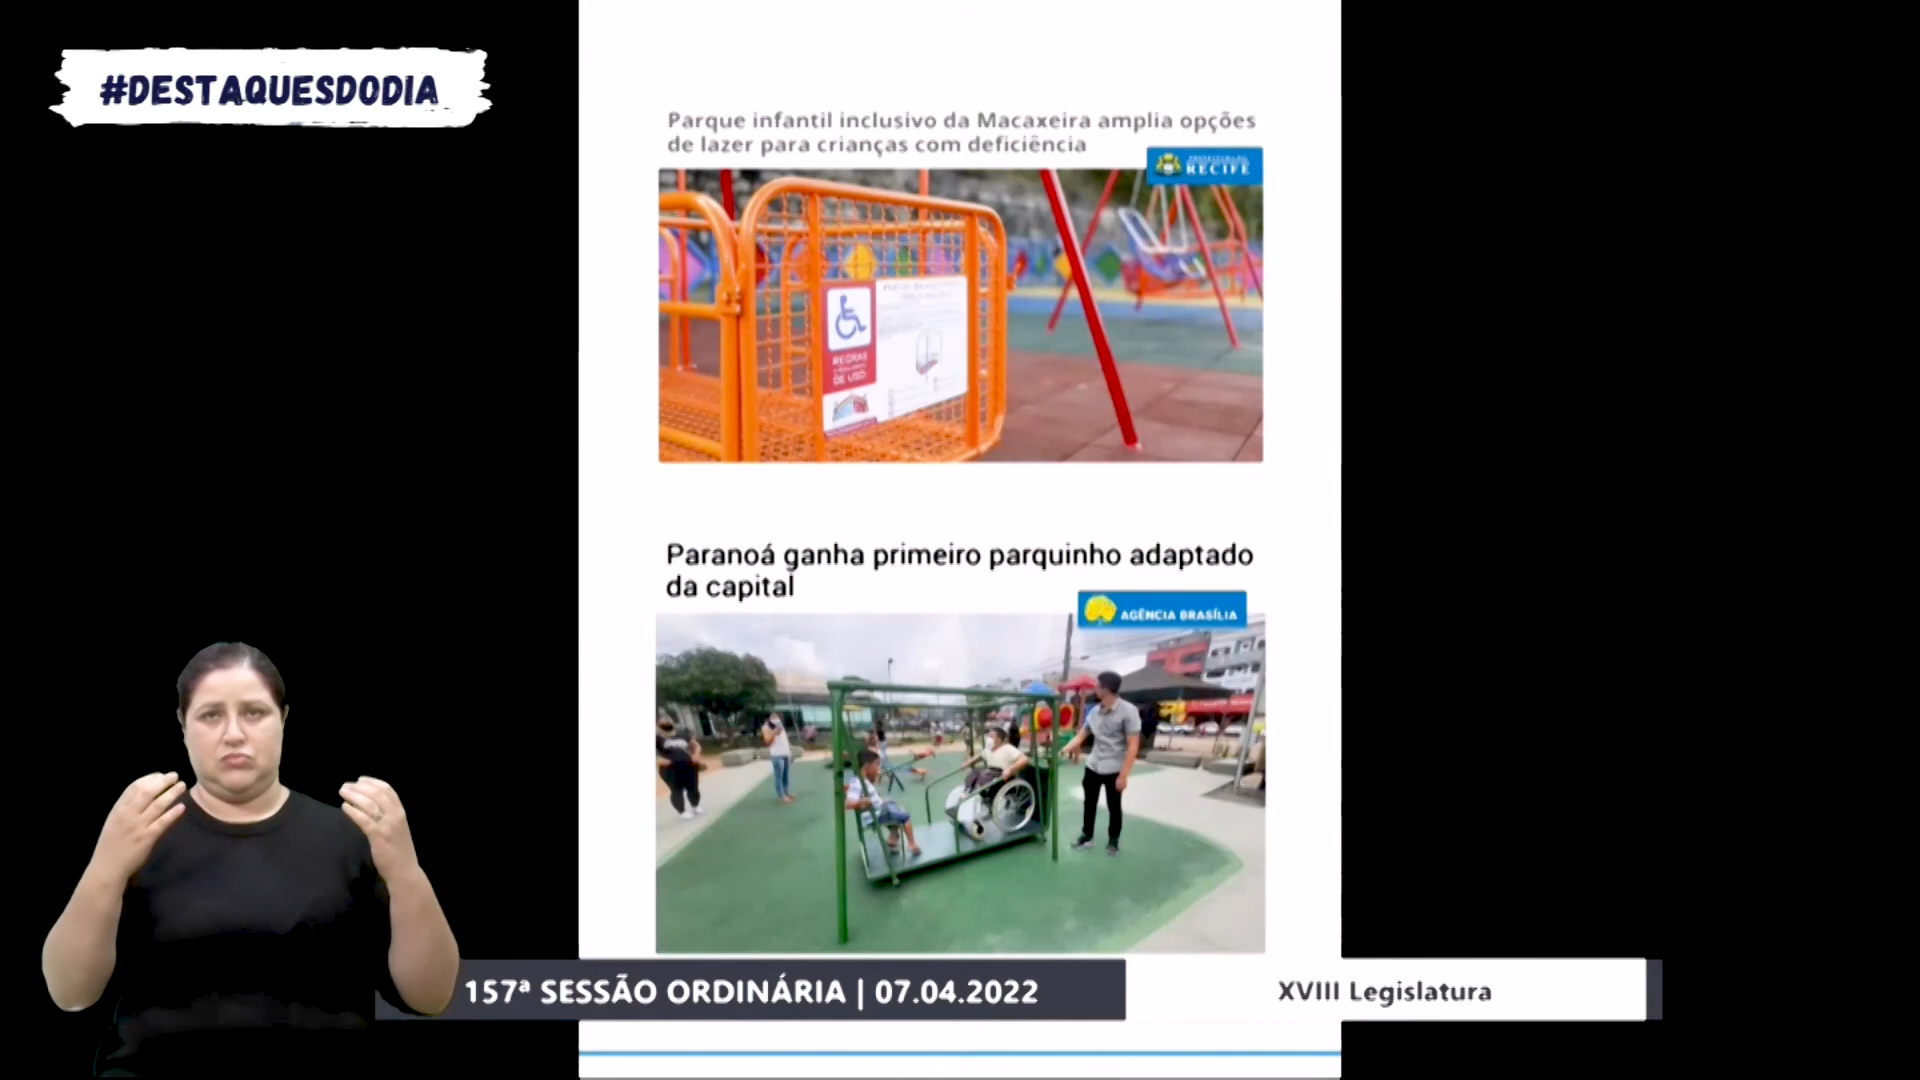 #DESTAQUESDODIA
Parque infantil inclusivo da Macaxeira amplia opções
de lazer para crianças com deficiência
RECIFE
REGRAS
DE USO
Paranoá ganha primeiro parquinho adaptado
da capital
AGÊNCIA BRASÍLIA
157ª SESSÃO ORDINÁRIA | 07.04.2022
XVIII Legislatura